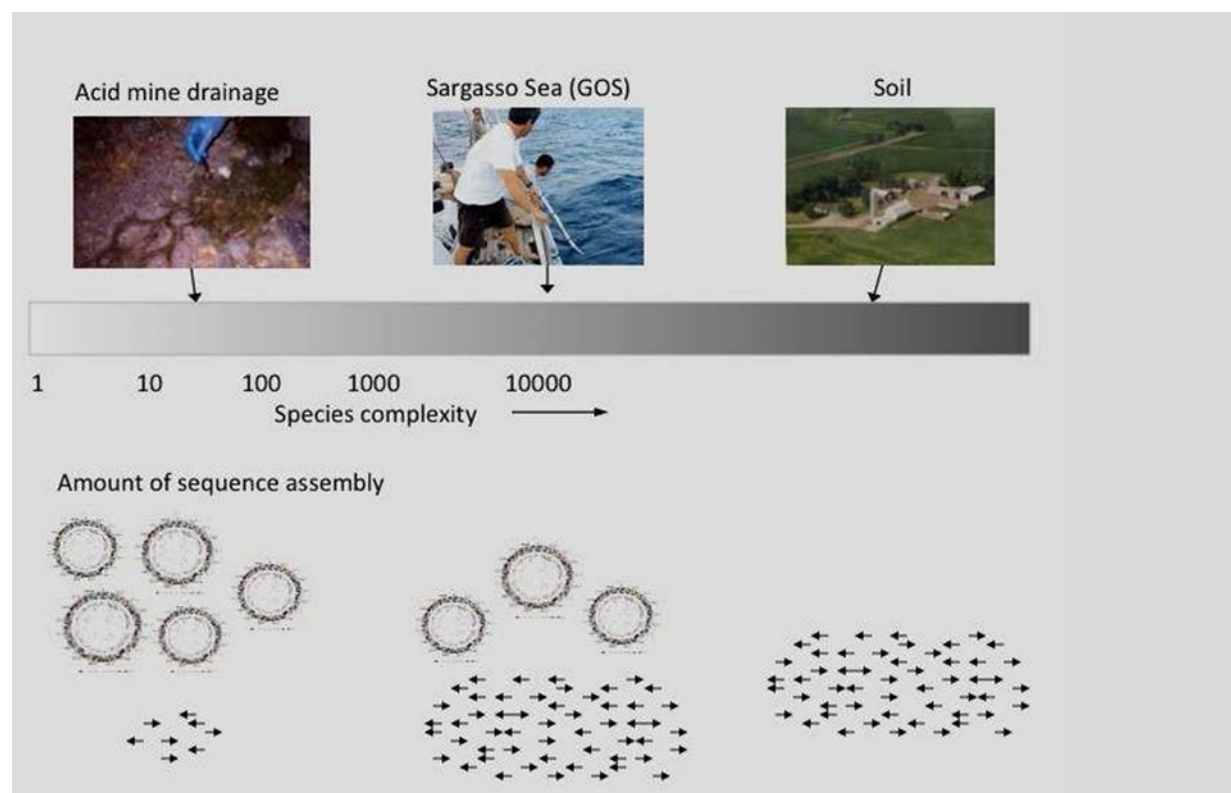 Acid mine drainage
Sargasso Sea (GOS)
Soil
1 10 100 1000 10000
Species complexity
Amount of sequence assembly